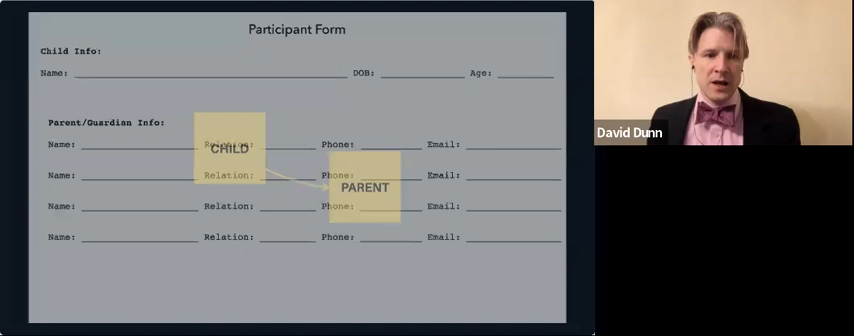 Participant Form
Child Info:
Name: DOB: Age:
Parent/Guardian Info:
Name: Relation: Phone: Email:
CHILD
Name: Relation: Phone: Email:
PARENT
Name: Relation: Phone: Email:
Name: Relation: Phone: Email:
David Dunn